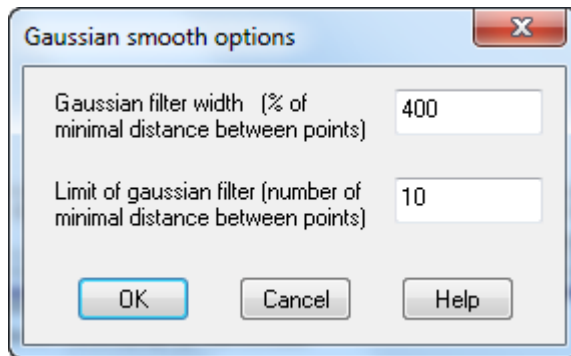 Gaussian smooth options
Gaussian filter width (% of
minimal distance between points)
400
Limit of gaussian filter (number of
minimal distance between points)
10
OK
Cancel
Help